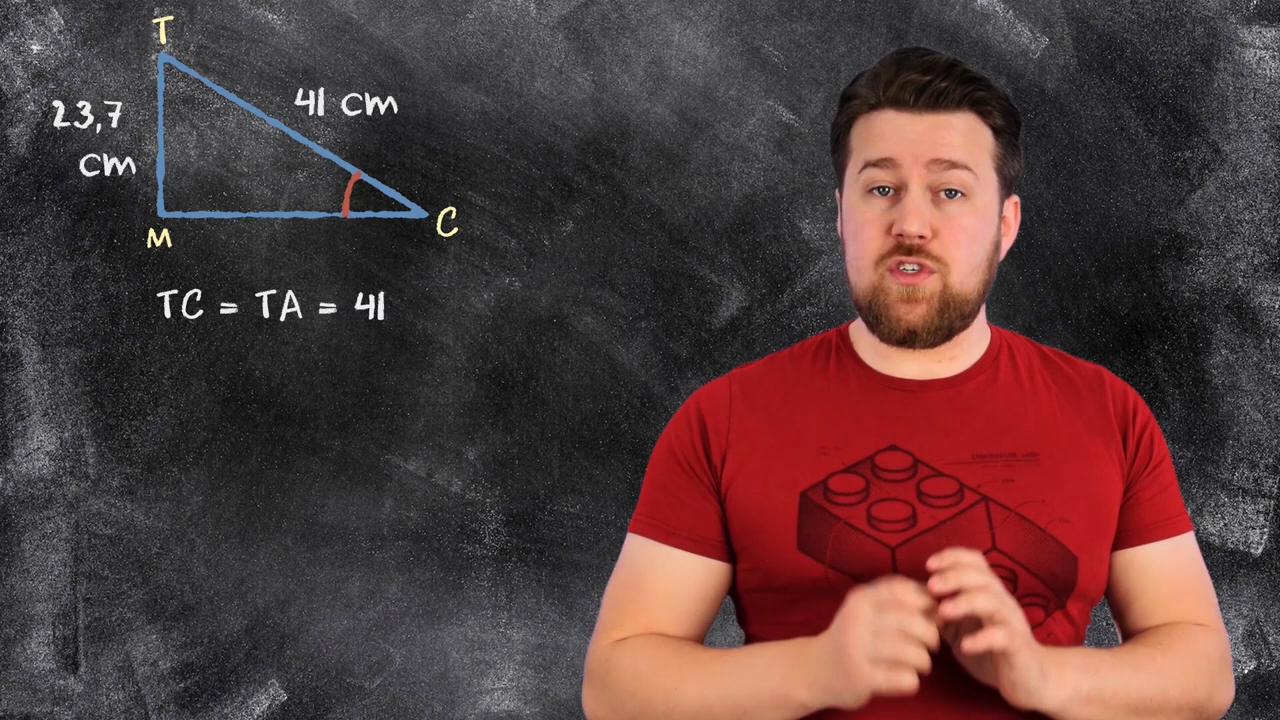 T
23,7
cm
41 cm
M
C
TC = TA = 41